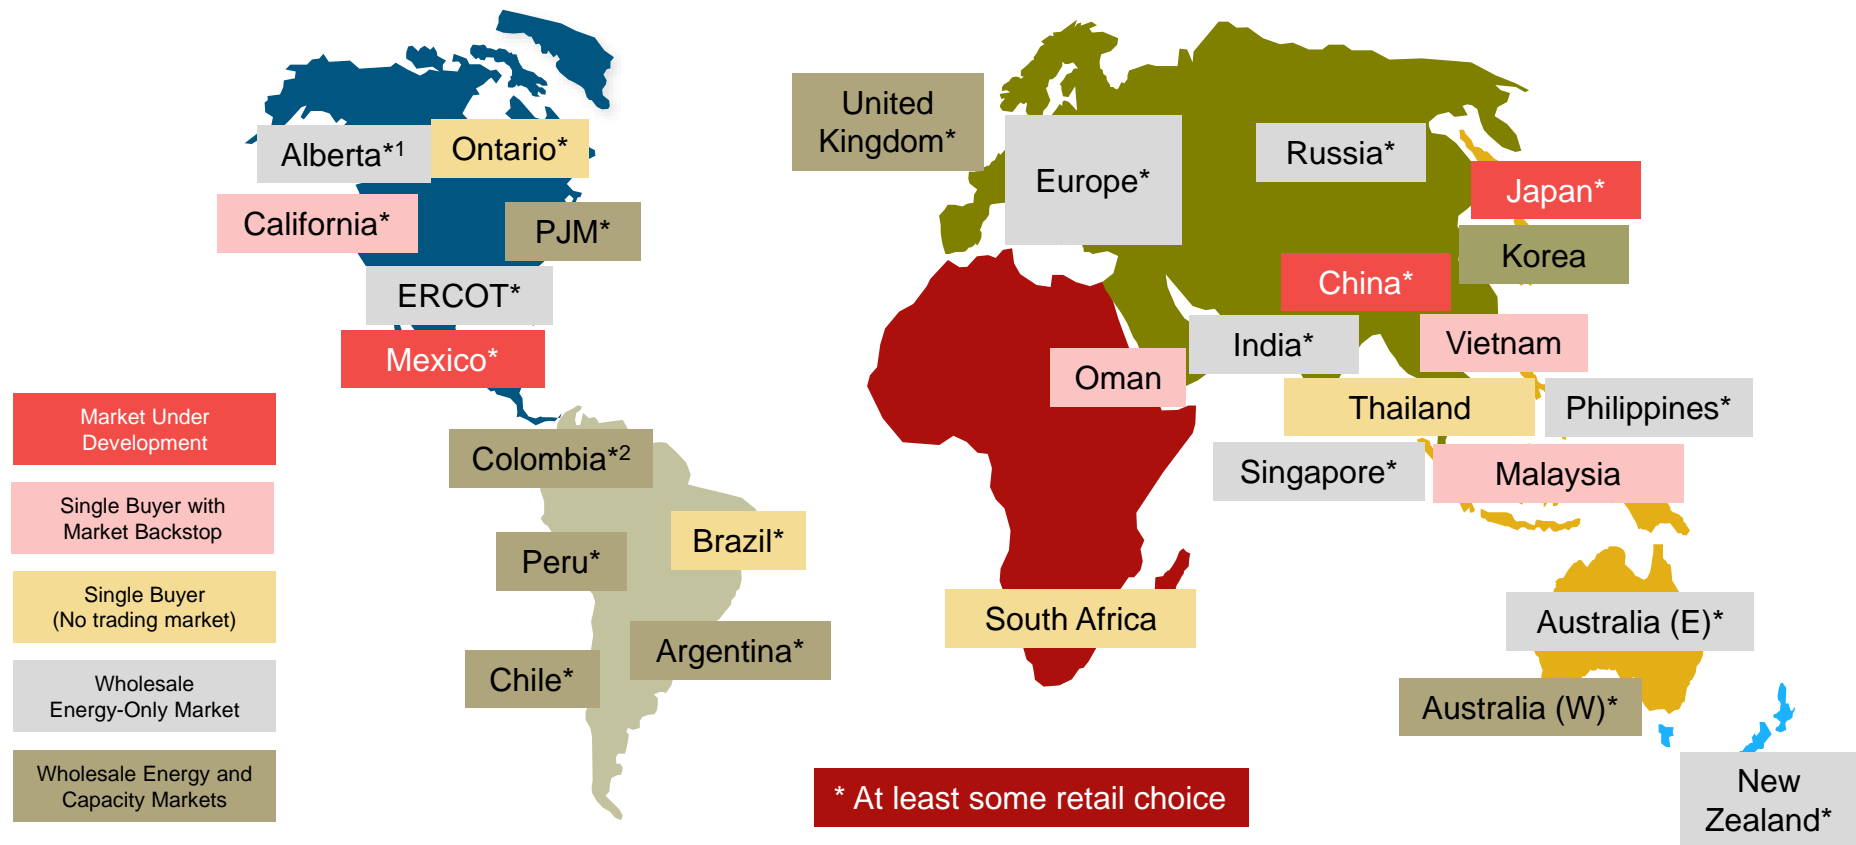 United
Kingdom*
Alberta*¹
Ontario*
Europe*
Russia*
Japan*
California*
PJM*
Korea
ERCOT*
China*
Mexico*
India*
Vietnam
Oman
Market Under
Development
Thailand
Philippines*
Colombia*²
Singapore*
Malaysia
Single Buyer with
Market Backstop
Peru*
Brazil*
Single Buyer
(No trading market)
South Africa
Australia (E)*
Argentina*
Chile*
Wholesale
Energy-Only Market
Australia (W)*
Wholesale Energy and
Capacity Markets
* At least some retail choice
New
Zealand*